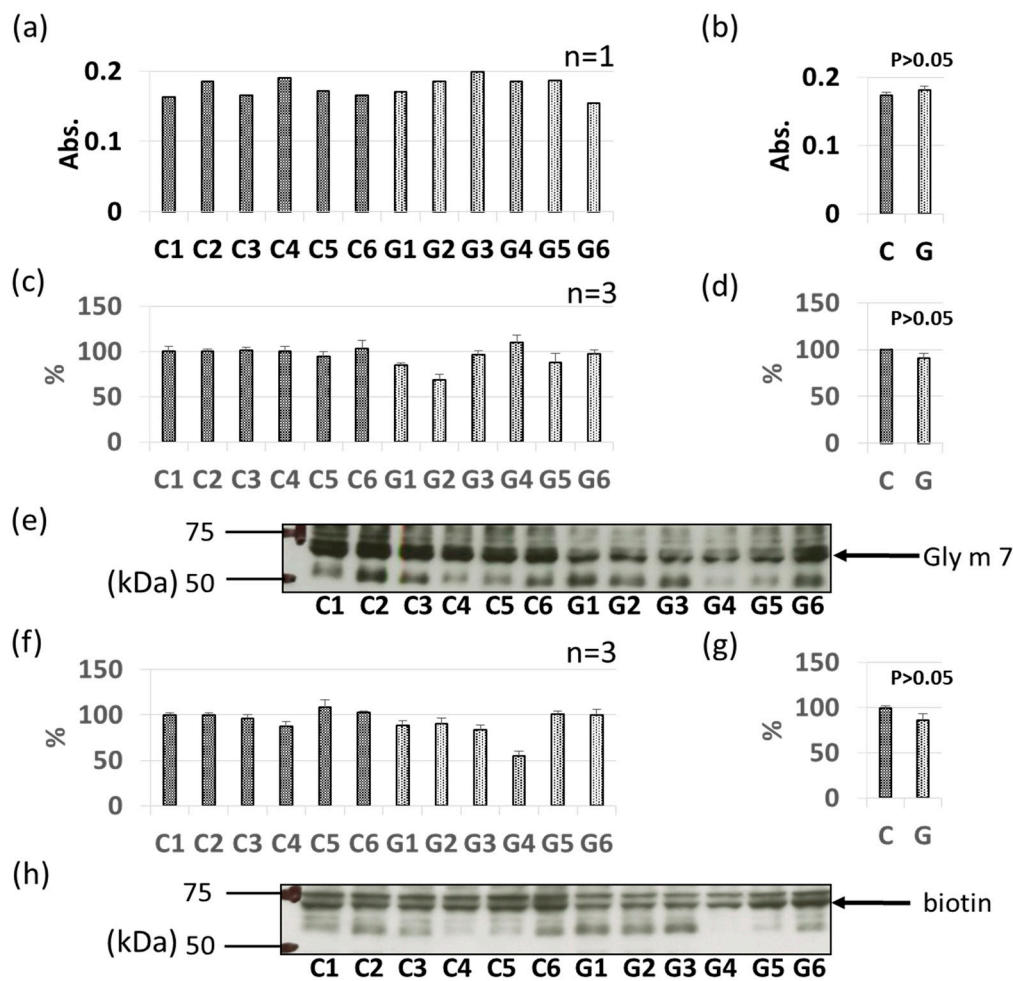 (a)
n=1
0.2
0.1
0
Abs.
C1 C2 C3 C4 C5 C6 G1 G2 G3 G4 G5 G6
(b)
P>0.05
0.2
0.1
0
Abs.
C G
(c)
n=3
150
100
50
0
%
C1 C2 C3 C4 C5 C6 G1 G2 G3 G4 G5 G6
(d)
150
P>0.05
100
50
0
%
C G
(e)
75
(kDa) 50
Gly m 7
C1 C2 C3 C4 C5 C6 G1 G2 G3 G4 G5 G6
(f)
n=3
150
100
50
0
%
C1 C2 C3 C4 C5 C6 G1 G2 G3 G4 G5 G6
(g)
150
P>0.05
100
50
0
%
C G
(h)
75
biotin
(kDa) 50
C1 C2 C3 C4 C5 C6 G1 G2 G3 G4 G5 G6